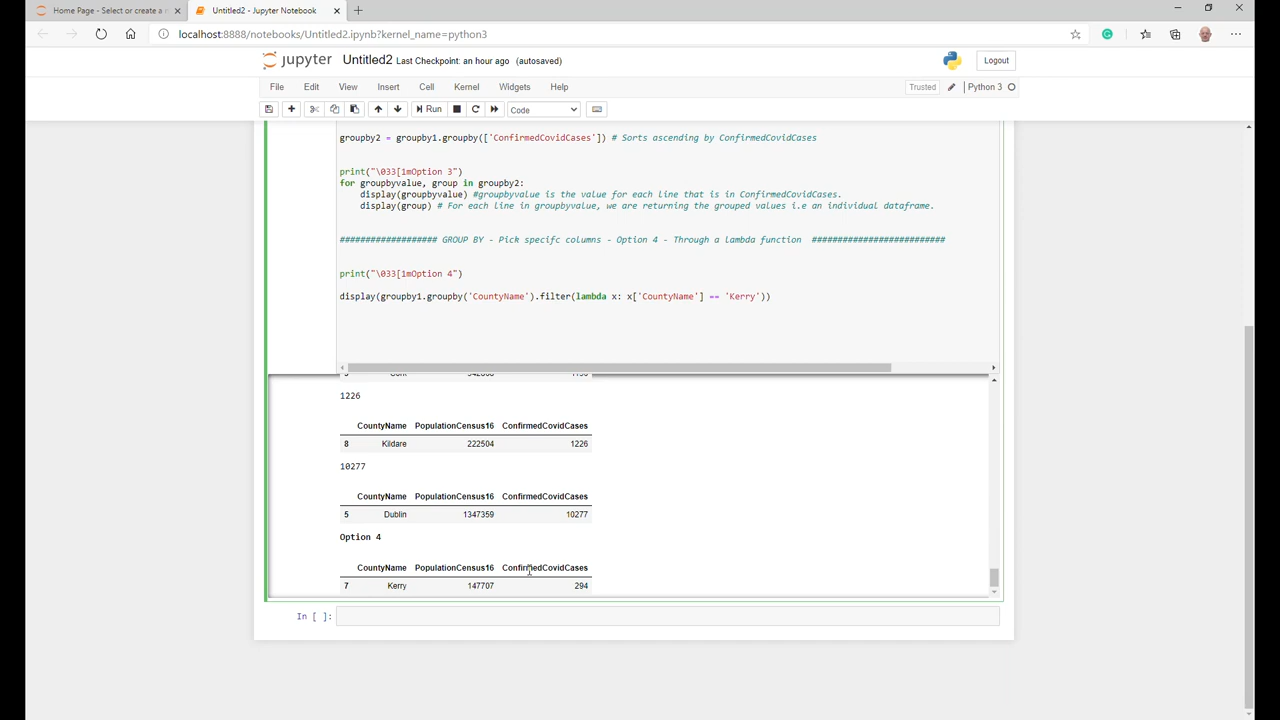 Home Page - Select or create a n
Untitled2 - Jupyter Notebook
localhost:8888/notebooks/Untitled2.ipynb?kernel_name=python3
jupyter Untitled2 Last Checkpoint: an hour ago (autosaved)
Logout
File Edit View Insert Cell Kernel Widgets Help
Trusted Python 3
Run Code
groupby2 = groupby1.groupby(['ConfirmedCovidCases']) # Sorts ascending by ConfirmedCovidCases
print("\033[1mOption 3")
for groupbyvalue, group in groupby2:
display(groupbyvalue) #groupbyvalue is the value for each line that is in ConfirmedCovidCases.
display(group) # For each line in groupbyvalue, we are returning the grouped values i.e an individual dataframe.
################### GROUP BY - Pick specifc columns - Option 4 - Through a lambda function ##########################
print("\033[1mOption 4")
display(groupby1.groupby('CountyName').filter(lambda x: x['CountyName'] == 'Kerry'))
1226
CountyName PopulationCensus16 ConfirmedCovidCases
8 Kildare 222504 1226
10277
CountyName PopulationCensus16 ConfirmedCovidCases
5 Dublin 1347359 10277
Option 4
CountyName PopulationCensus16 ConfirmedCovidCases
7 Kerry 147707 294
In [ ]: